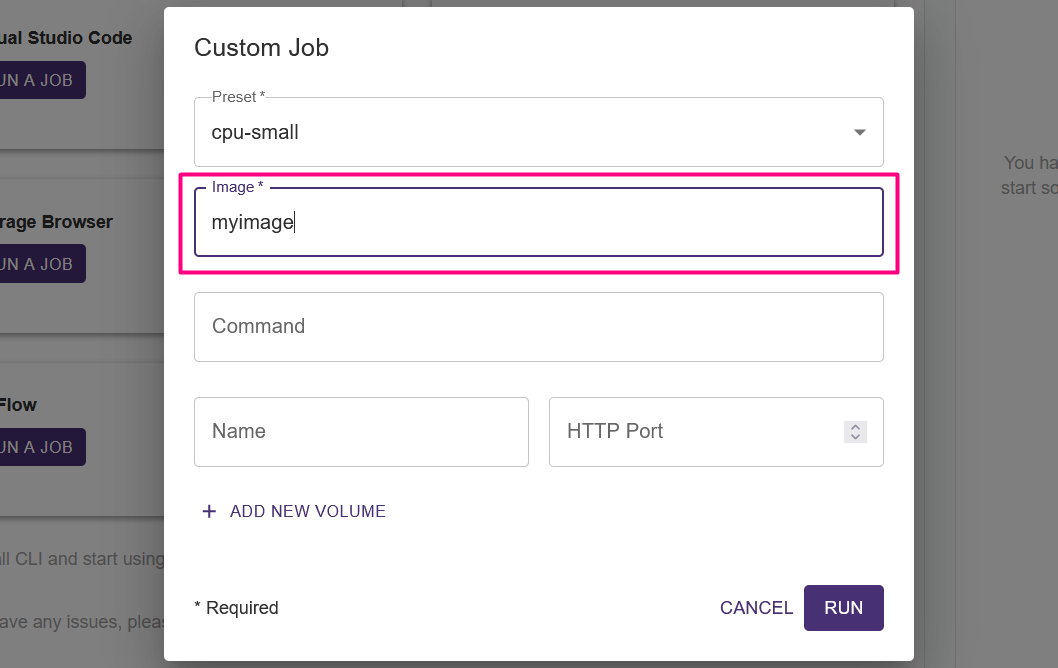 Custom Job
Preset *
cpu-small
Image *
myimage
Command
Name
HTTP Port
+ ADD NEW VOLUME
* Required
CANCEL
RUN
ual Studio Code
UN A JOB
rage Browser
UN A JOB
Flow
UN A JOB
ll CLI and start using
ave any issues, pleas
You ha
start so